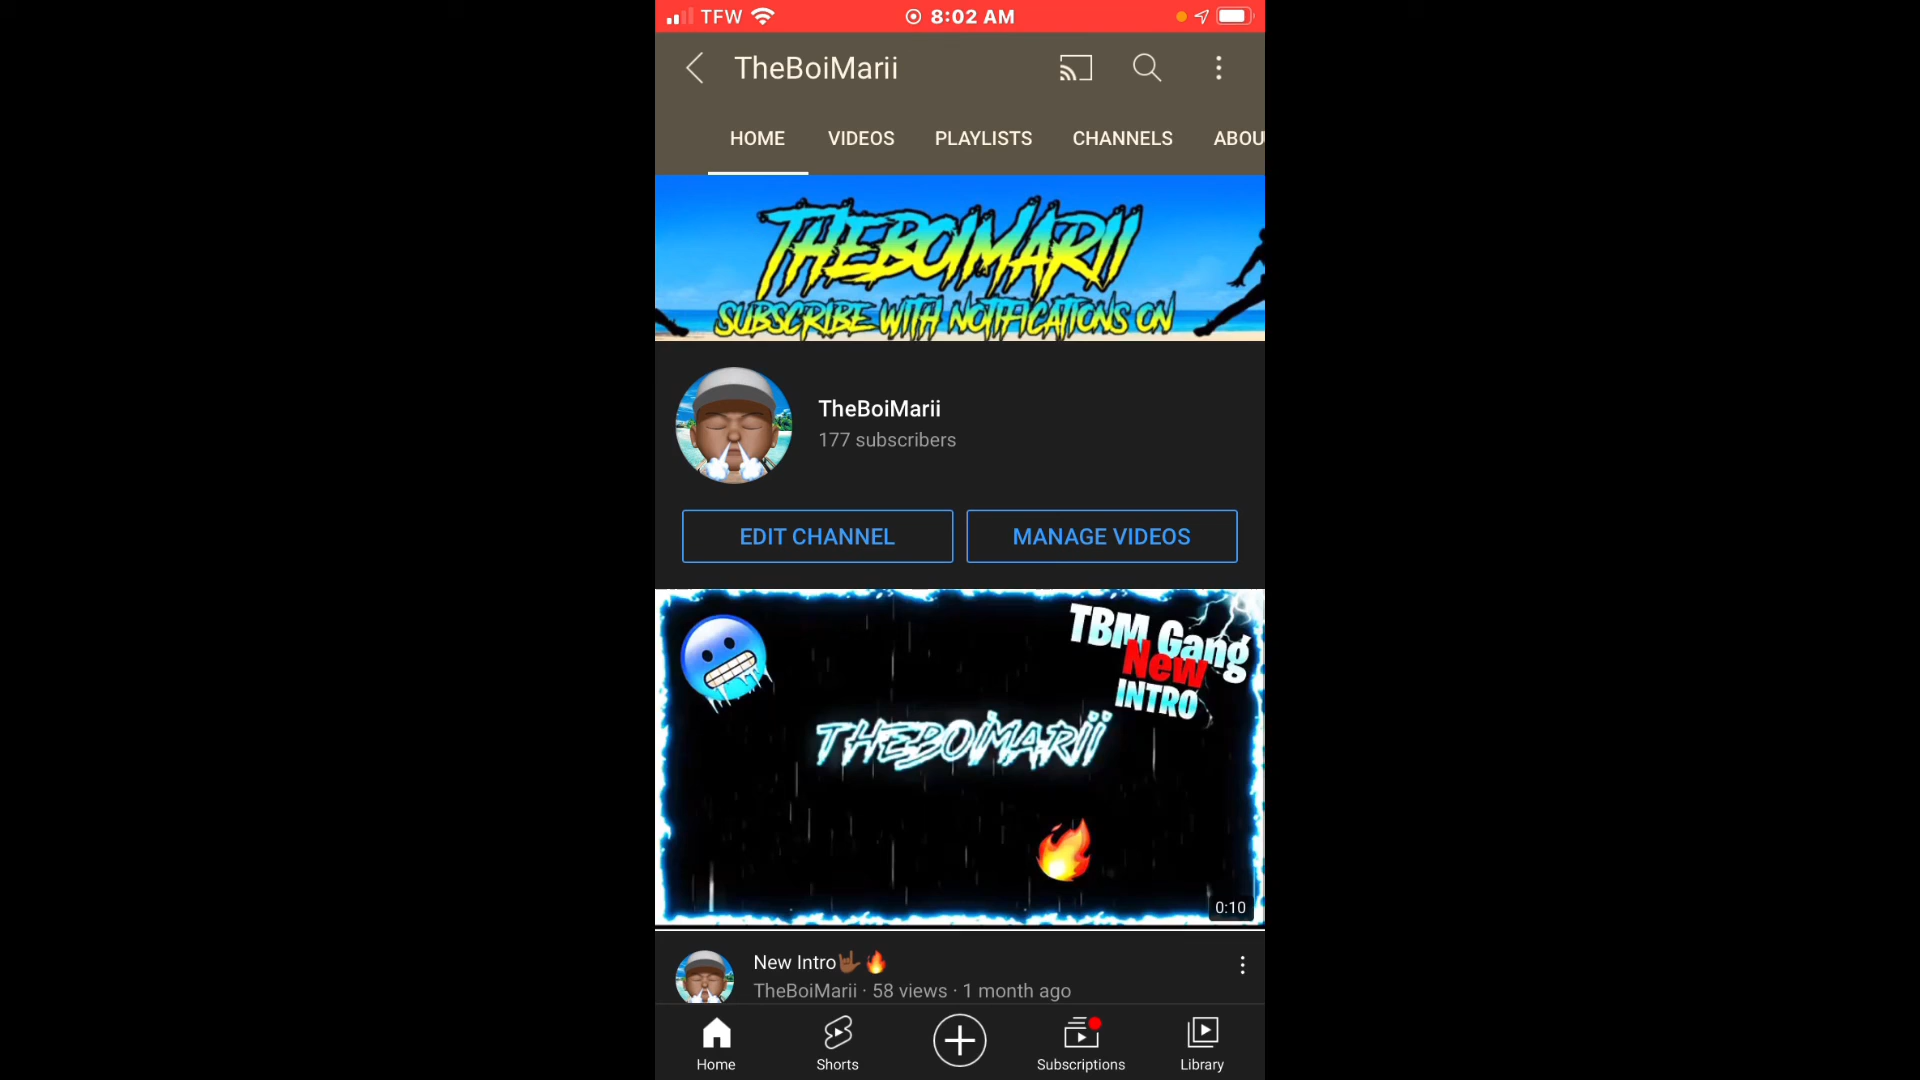 TFW 8:02 AM
TheBoiMarii
HOME VIDEOS PLAYLISTS CHANNELS ABOU
THEBOIMARII
SUBSCRIBE WITH NOTIFICATIONS ON
TheBoiMarii
177 subscribers
EDIT CHANNEL MANAGE VIDEOS
TBM Gang
New
INTRO
THEBOIMARII
0:10
New Intro🤟🏾🔥
TheBoiMarii · 58 views · 1 month ago
Home Shorts Subscriptions Library